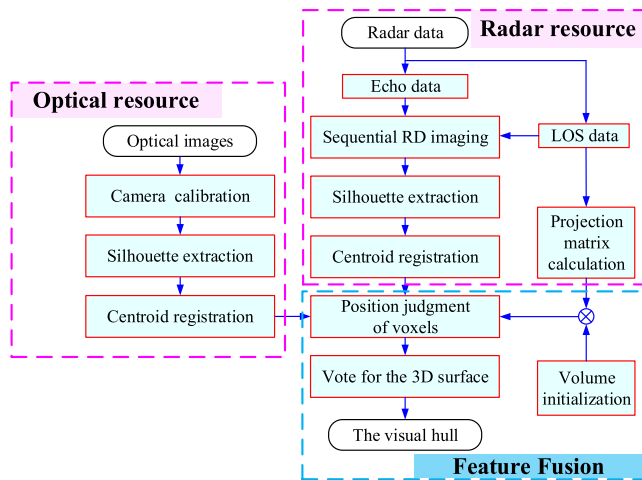 Radar data
Radar resource
Echo data
Optical resource
Optical images
Sequential RD imaging
LOS data
Camera calibration
Silhouette extraction
Silhouette extraction
Projection
matrix
calculation
Centroid registration
Centroid registration
Position judgment
of voxels
Vote for the 3D surface
Volume
initialization
The visual hull
Feature Fusion